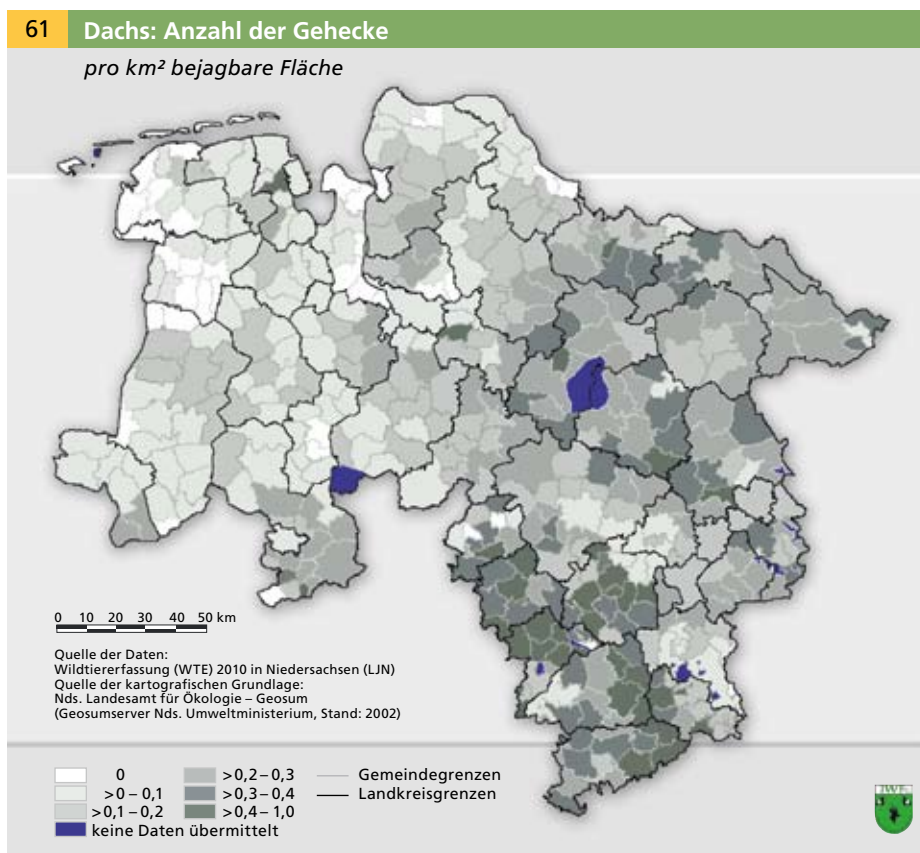 61 Dachs: Anzahl der Gehecke
pro km² bejagbare Fläche
0 10 20 30 40 50 km
Quelle der Daten:
Wildtiererfassung (WTE) 2010 in Niedersachsen (LJN)
Quelle der kartografischen Grundlage:
Nds. Landesamt für Ökologie – Geosum
(Geosumserver Nds. Umweltministerium, Stand: 2002)
0 >0,2–0,3 Gemeindegrenzen
>0–0,1 >0,3–0,4 Landkreisgrenzen
>0,1–0,2 >0,4–1,0
keine Daten übermittelt